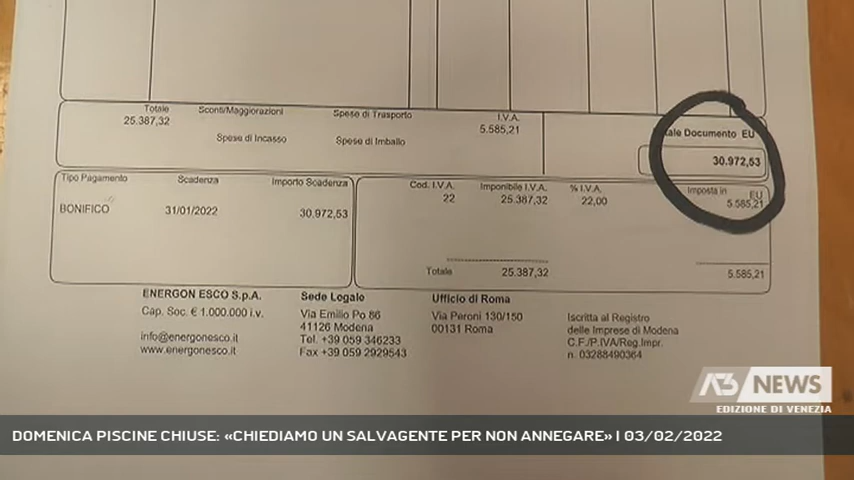 Totale Sconti/Maggiorazioni Spese di Trasporto I.V.A.
25.387,32 5.585,21
Spese di Incasso Spese di Imballo
tale Documento EU
30.972,53
Tipo Pagamento Scadenza Importo Scadenza
BONIFICO 31/01/2022 30.972,53
Cod. I.V.A. Imponibile I.V.A. % I.V.A. Imposta in EU
22 25.387,32 22,00 5.585,21
Totale 25.387,32 5.585,21
ENERGON ESCO S.p.A.
Cap. Soc. € 1.000.000 i.v.
info@energonesco.it
www.energonesco.it
Sede Legale
Via Emilio Po 86
41126 Modena
Tel. +39 059 346233
Fax +39 059 2929543
Ufficio di Roma
Via Peroni 130/150
00131 Roma
Iscritta al Registro
delle Imprese di Modena
C.F./P.IVA/Reg.Impr.
n. 03288490364
A3 NEWS
EDIZIONE DI VENEZIA
DOMENICA PISCINE CHIUSE: «CHIEDIAMO UN SALVAGENTE PER NON ANNEGARE» | 03/02/2022